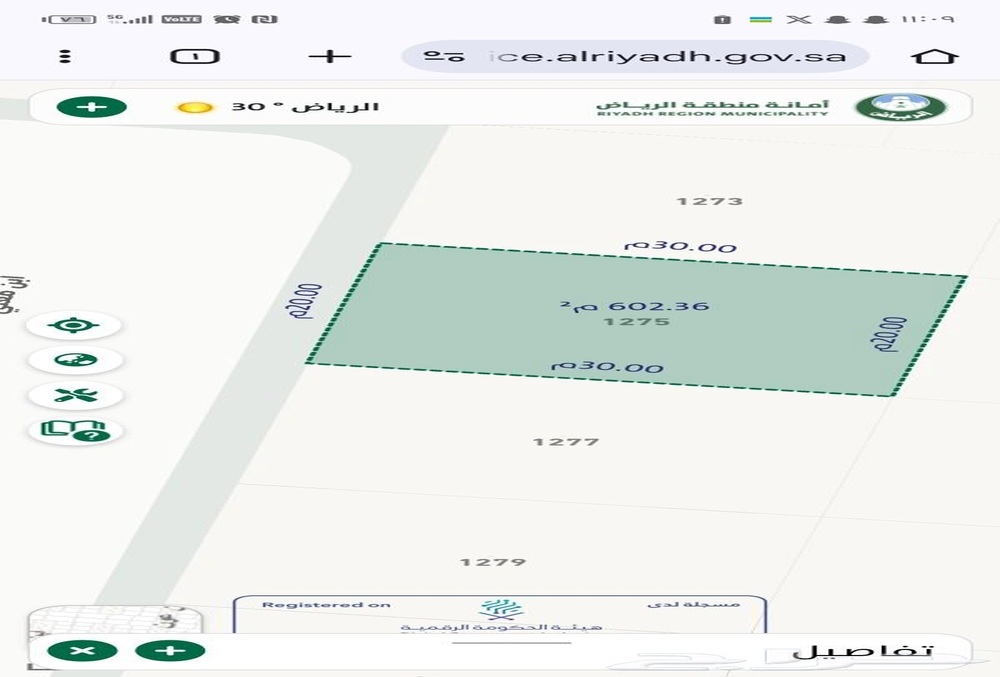 ١١:٠٩
5G VoLTE
ice.alriyadh.gov.sa
1
أمانة منطقة الرياض
RIYADH REGION MUNICIPALITY
الرياض ° 30
1273
30.00م
20.00م
602.36 م²
1275
20.00م
30.00م
1277
1279
Registered on
مسجلة لدى
هيئة الحكومة الرقمية
تفاصيل